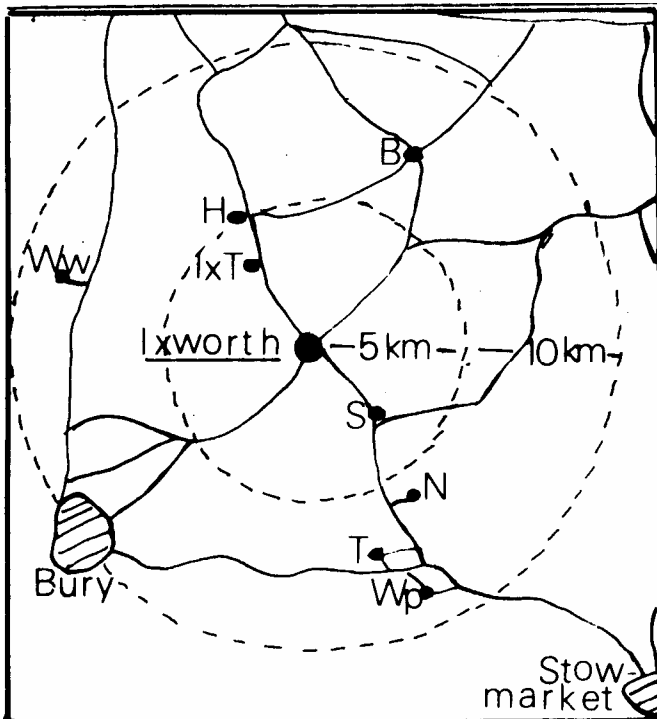 B
H
Ww
IxT
Ixworth
5km
10km
S
N
T
Wp
Bury
Stow-
market